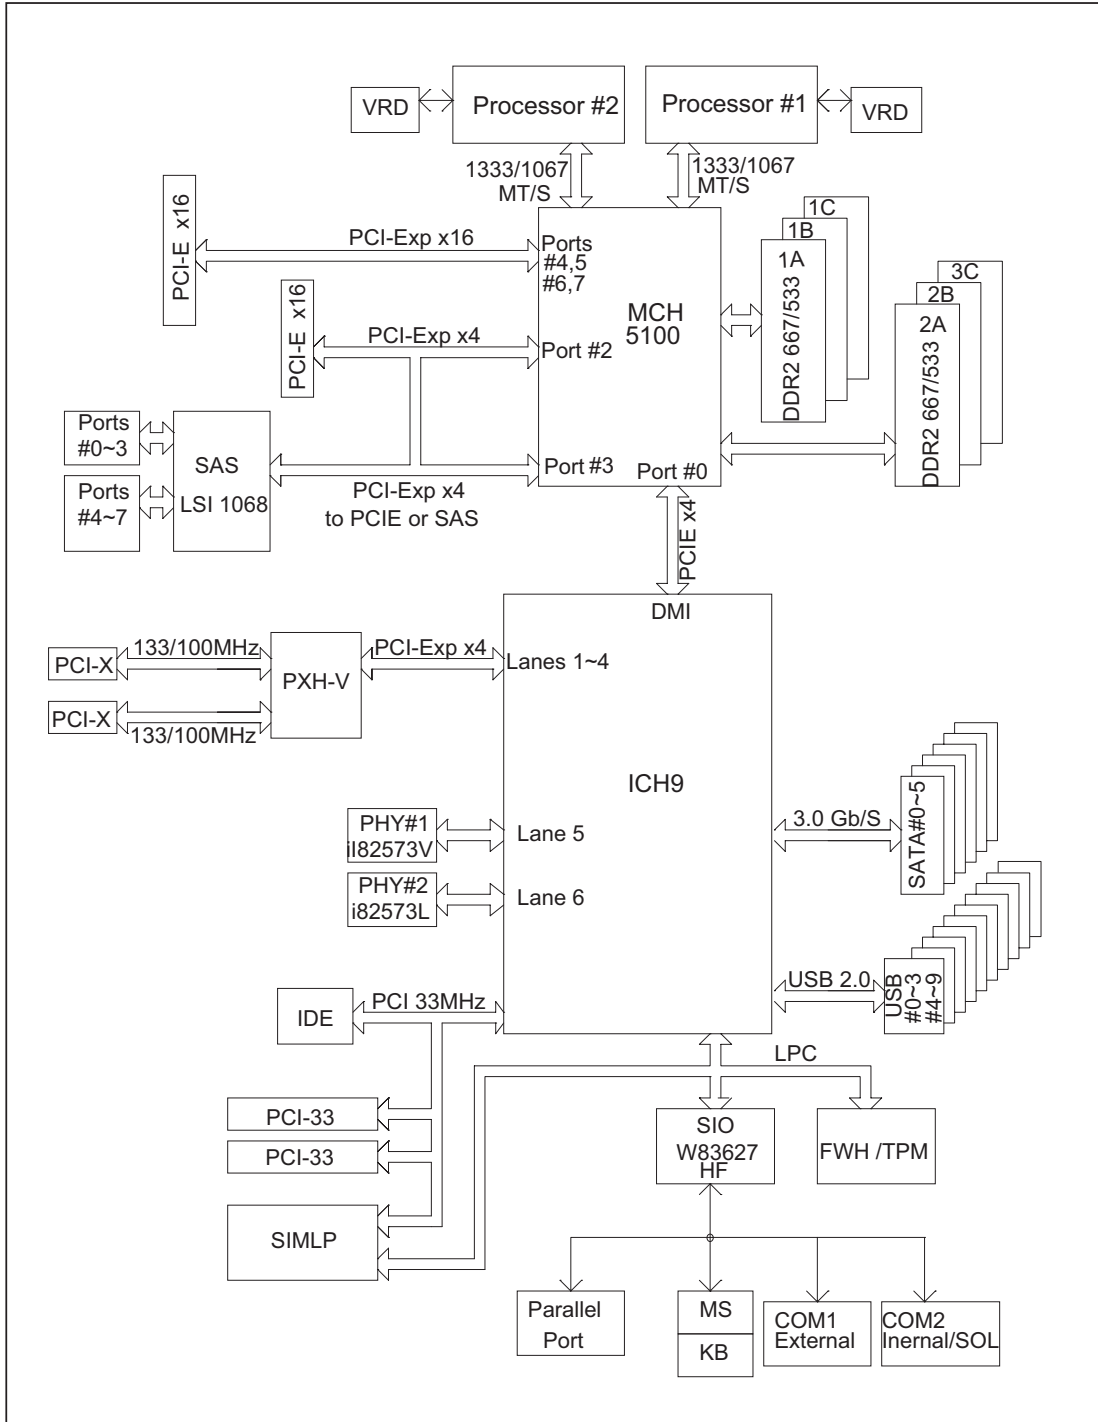 VRD
Processor #2
Processor #1
VRD
1333/1067
MT/S
1333/1067
MT/S
PCI-E x16
PCI-Exp x16
Ports
#4,5
#6,7
MCH
5100
1C
1B
1A
DDR2 667/533
3C
2B
2A
DDR2 667/533
PCI-E x16
PCI-Exp x4
Port #2
Ports
#0~3
Ports
#4~7
SAS
LSI 1068
Port #3
Port #0
PCI-Exp x4
to PCIE or SAS
PCIE x4
DMI
PCI-X
133/100MHz
PXH-V
PCI-Exp x4
Lanes 1~4
PCI-X
133/100MHz
ICH9
PHY#1
iI82573V
Lane 5
PHY#2
i82573L
Lane 6
3.0 Gb/S
SATA#0~5
USB 2.0
USB
#0~3
#4~9
IDE
PCI 33MHz
LPC
PCI-33
PCI-33
SIMLP
SIO
W83627
HF
FWH /TPM
Parallel
Port
MS
KB
COM1
External
COM2
Inernal/SOL